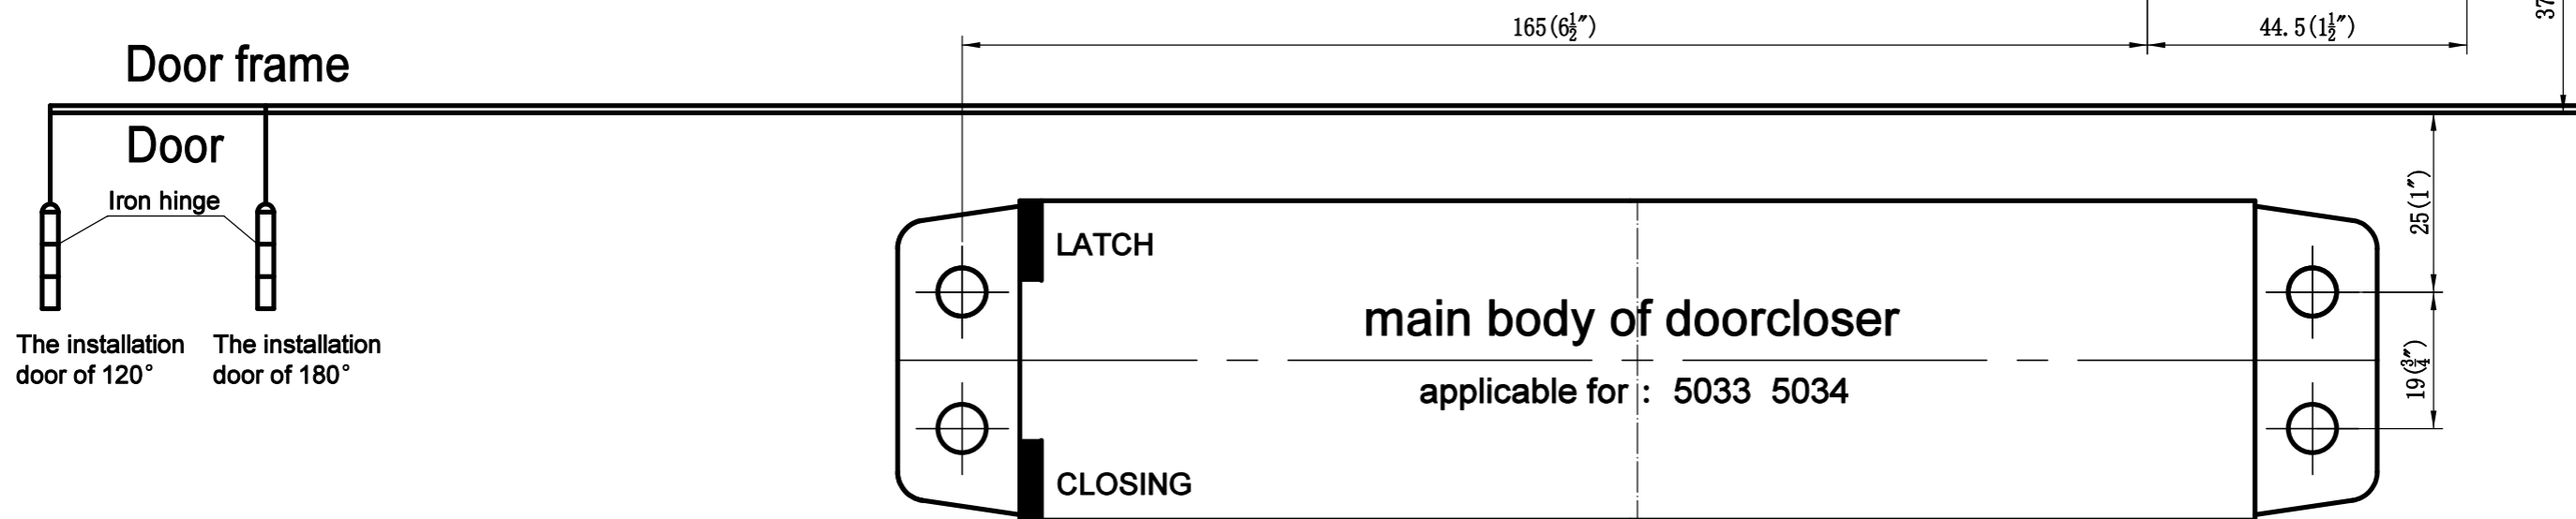 165(6½″)
44.5(1½″)
37
Door frame
Door
Iron hinge
The installation
door of 120°
The installation
door of 180°
LATCH
25(1″)
main body of doorcloser
applicable for : 5033 5034
19(¾″)
CLOSING